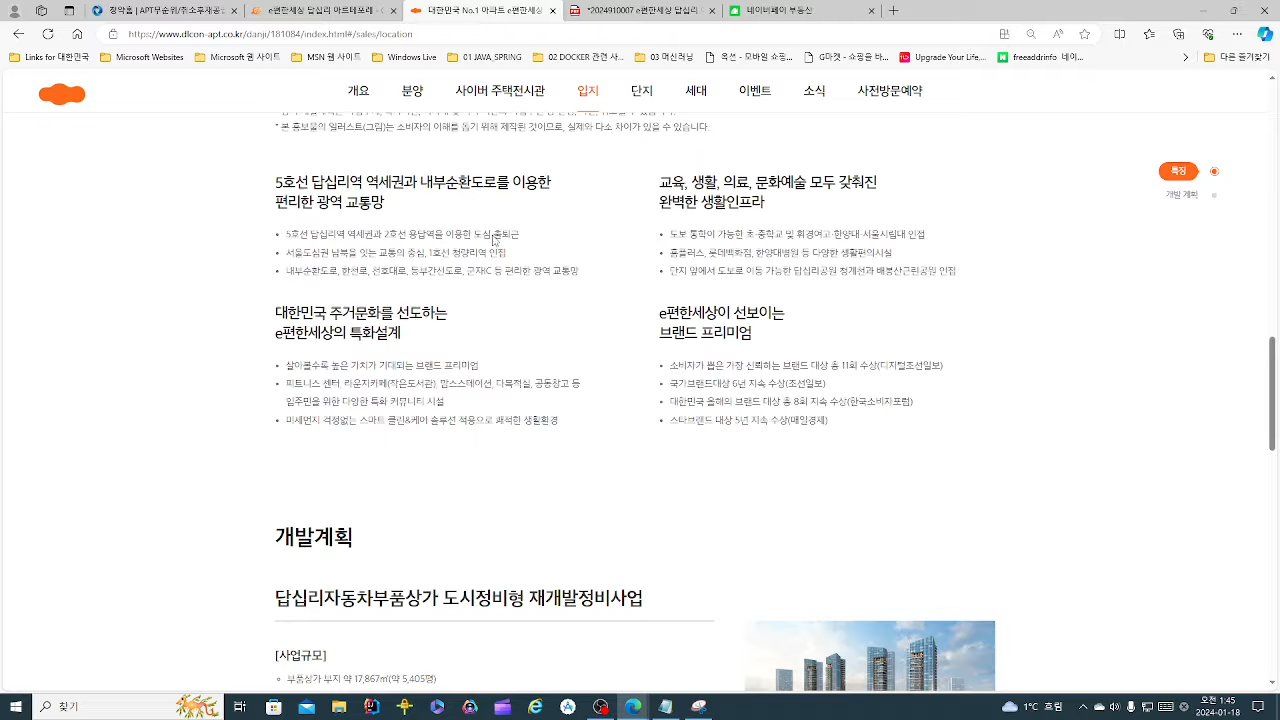 청약홈 | APT무순위/취소후재공
e편한세상 답십리 아르테포레 -
대한민국 No.1 아파트 e편한세상
*2024910007 e편한세상 답십리
네이버페이 부동산
https://www.dlcon-apt.co.kr/danji/181084/index.html#/sales/location
Links for 대한민국
Microsoft Websites
Microsoft 웹 사이트
MSN 웹 사이트
Windows Live
01 JAVA,SPRING
02 DOCKER 관련 사...
03 머신러닝
옥션 - 모바일 쇼핑...
G마켓 - 쇼핑을 바...
Upgrade Your Life,...
freeaddrinfo 네이...
다른 즐겨찾기
개요 분양 사이버 주택전시관 입지 단지 세대 이벤트 소식 사전방문예약
* 본 홍보물의 일러스트(그림)는 소비자의 이해를 돕기 위해 제작된 것이므로, 실제와 다소 차이가 있을 수 있습니다.
특징
개발 계획
5호선 답십리역 역세권과 내부순환도로를 이용한
편리한 광역 교통망
• 5호선 답십리역 역세권과 2호선 용답역을 이용한 도심 출퇴근
• 서울도심권 남북을 잇는 교통의 중심, 1호선 청량리역 인접
• 내부순환도로, 한천로, 천호대로, 동부간선도로, 군자IC 등 편리한 광역 교통망
교육, 생활, 의료, 문화예술 모두 갖춰진
완벽한 생활인프라
• 도보 통학이 가능한 초·중학교 및 휘경여고·한양대·서울시립대 인접
• 홈플러스, 롯데백화점, 한양대병원 등 다양한 생활편의시설
• 단지 앞에서 도보로 이동 가능한 답십리공원 청계천과 배봉산근린공원 인접
대한민국 주거문화를 선도하는
e편한세상의 특화설계
• 살아볼수록 높은 가치가 기대되는 브랜드 프리미엄
• 피트니스 센터, 라운지카페(작은도서관), 맘스스테이션, 다목적실, 공동창고 등
입주민을 위한 다양한 특화 커뮤니티 시설
• 미세먼지 걱정없는 스마트 클린&케어 솔루션 적용으로 쾌적한 생활환경
e편한세상이 선보이는
브랜드 프리미엄
• 소비자가 뽑은 가장 신뢰하는 브랜드 대상 총 11회 수상(디지털조선일보)
• 국가브랜드대상 6년 지속 수상(조선일보)
• 대한민국 올해의 브랜드 대상 총 8회 지속 수상(한국소비자포럼)
• 스타브랜드 대상 5년 지속 수상(매일경제)
개발계획
답십리자동차부품상가 도시정비형 재개발정비사업
[사업규모]
부품상가 부지 약 17,867㎡(약 5,405평)
찾기
1℃ 흐림
오전 1:45
2024-01-19